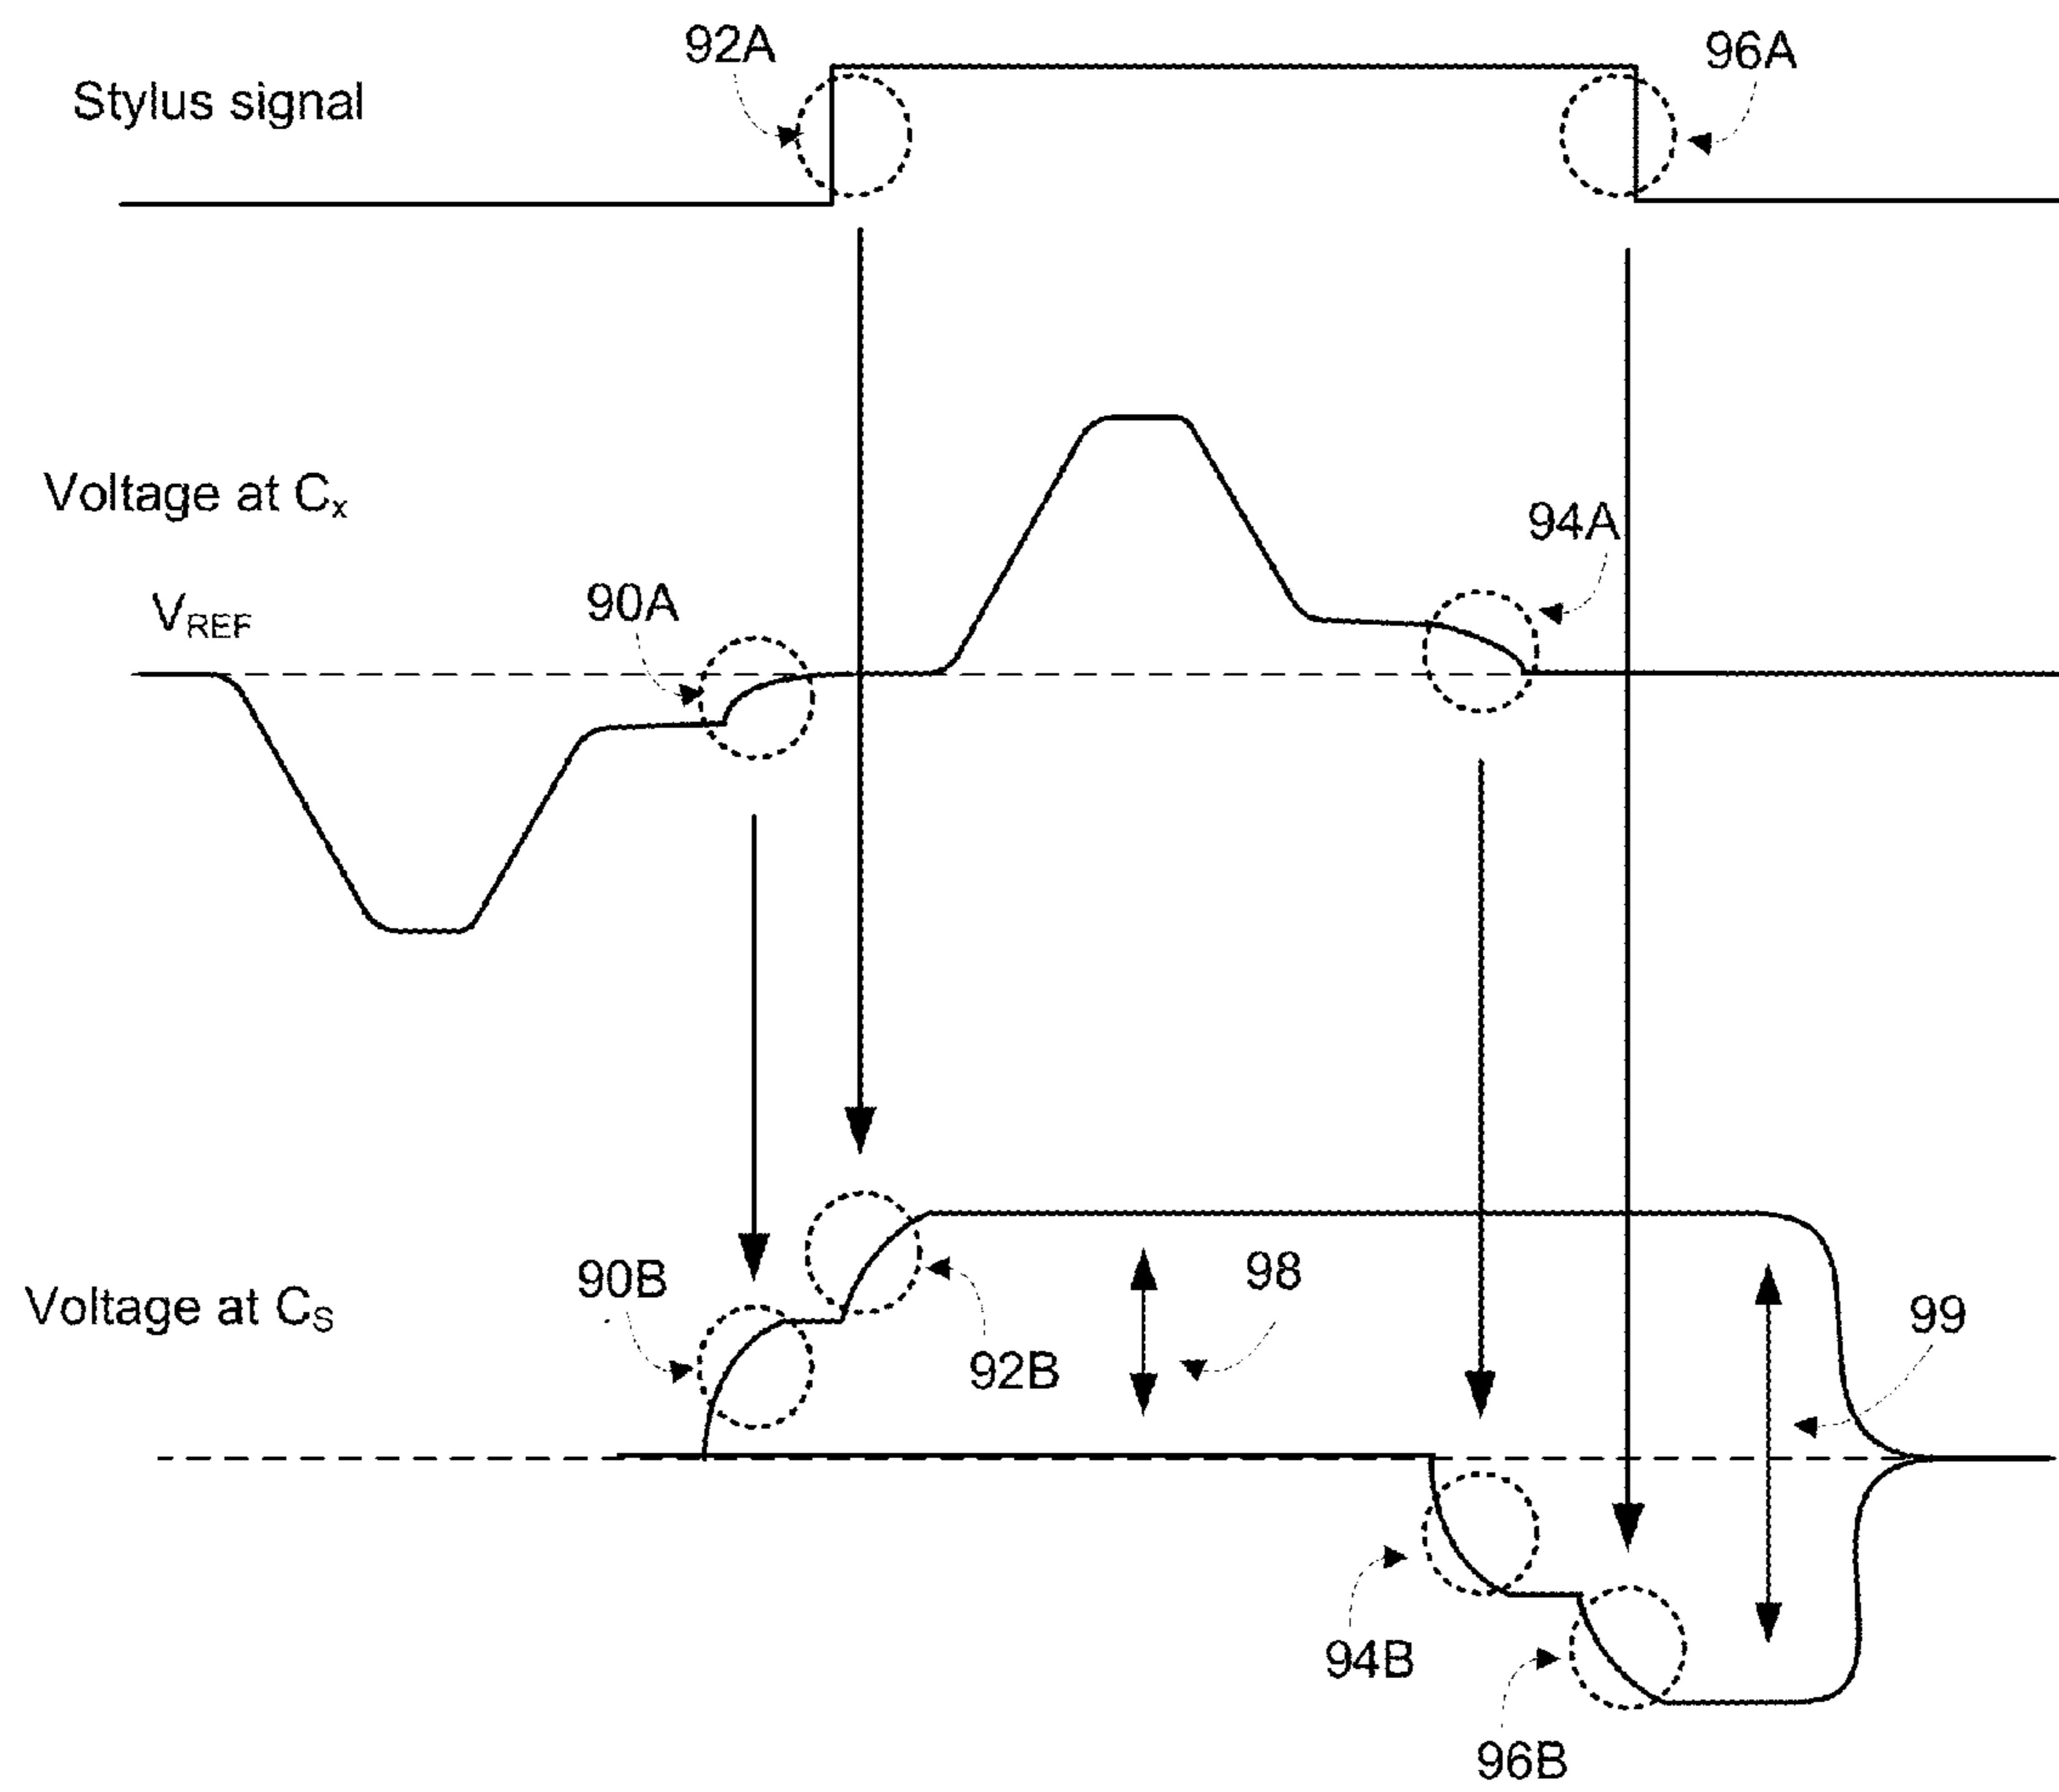 92A
96A
Stylus signal
Voltage at Cx
94A
VREF
90A
90B
98
99
Voltage at CS
92B
94B
96B